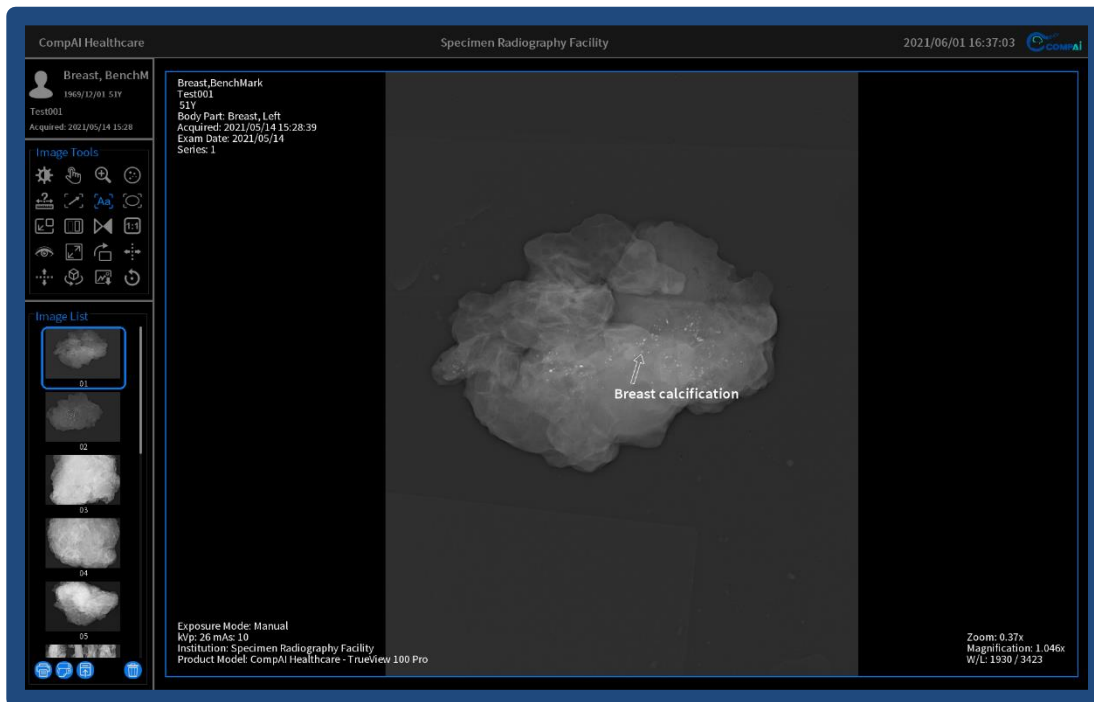 CompAI Healthcare
Specimen Radiography Facility
2021/06/01 16:37:03
COMPAI
Breast, BenchM
1969/12/01 51Y
Test001
Acquired: 2021/05/14 15:28
Image Tools
Aa
1:1
Image List
01
02
03
04
05
Breast,BenchMark
Test001
51Y
Body Part: Breast, Left
Acquired: 2021/05/14 15:28:39
Exam Date: 2021/05/14
Series: 1
Breast calcification
Exposure Mode: Manual
kVp: 26 mAs: 10
Institution: Specimen Radiography Facility
Product Model: CompAI Healthcare - TrueView 100 Pro
Zoom: 0.37x
Magnification: 1.046x
W/L: 1930 / 3423